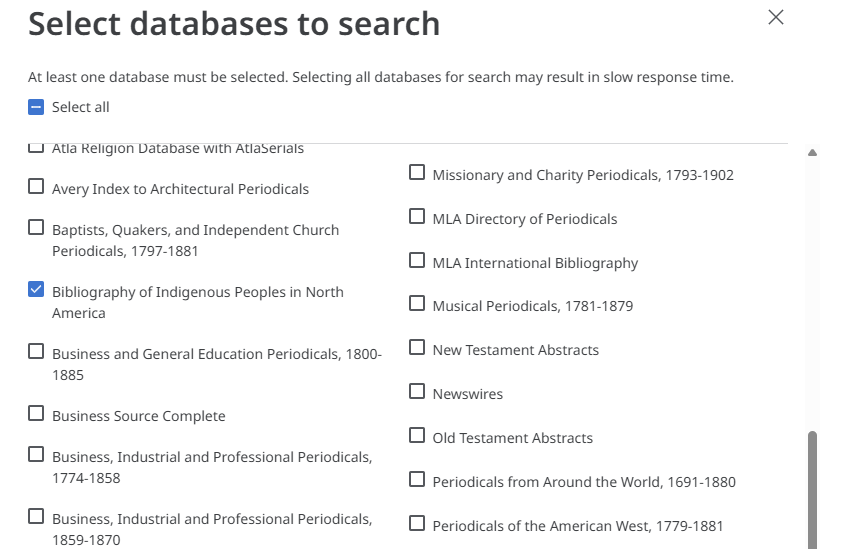 Select databases to search
At least one database must be selected. Selecting all databases for search may result in slow response time.
Select all
Atla Religion Database with AtlaSerials
Avery Index to Architectural Periodicals
Baptists, Quakers, and Independent Church
Periodicals, 1797-1881
Bibliography of Indigenous Peoples in North
America
Business and General Education Periodicals, 1800-
1885
Business Source Complete
Business, Industrial and Professional Periodicals,
1774-1858
Business, Industrial and Professional Periodicals,
1859-1870
Missionary and Charity Periodicals, 1793-1902
MLA Directory of Periodicals
MLA International Bibliography
Musical Periodicals, 1781-1879
New Testament Abstracts
Newswires
Old Testament Abstracts
Periodicals from Around the World, 1691-1880
Periodicals of the American West, 1779-1881